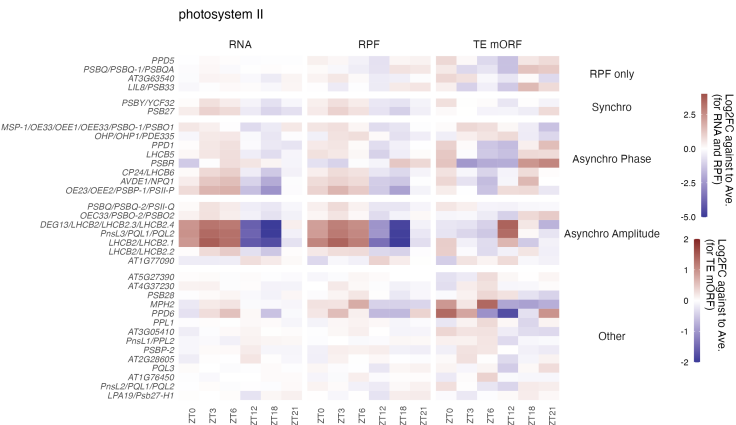 photosystem II
RNA RPF TE mORF
PPD5
PSBQ/PSBQ-1/PSBQA
AT3G63540
LIL8/PSB33
RPF only
PSBY/YCF32
PSB27
Synchro
MSP-1/OE33/OEE1/OEE33/PSBO-1/PSBO1
OHP/OHP1/PDE335
PPD1
LHCB5
PSBR
CP24/LHCB6
AVDE1/NPQ1
OE23/OEE2/PSBP-1/PSII-P
Asynchro Phase
PSBQ/PSBQ-2/PSII-Q
OEC33/PSBO-2/PSBO2
DEG13/LHCB2/LHCB2.3/LHCB2.4
PnsL3/PQL1/PQL2
LHCB2/LHCB2.1
LHCB2/LHCB2.2
AT1G77090
Asynchro Amplitude
AT5G27390
AT4G37230
PSB28
MPH2
PPD6
PPL1
AT3G05410
PnsL1/PPL2
PSBP-2
AT2G28605
PQL3
AT1G76450
PnsL2/PQL1/PQL2
LPA19/Psb27-H1
Other
ZT0 ZT3 ZT6 ZT12 ZT18 ZT21 ZT0 ZT3 ZT6 ZT12 ZT18 ZT21 ZT0 ZT3 ZT6 ZT12 ZT18 ZT21
Log2FC against to Ave.
(for RNA and RPF)
2.5
0.0
-2.5
-5.0
Log2FC against to Ave.
(for TE mORF)
2
1
0
-1
-2